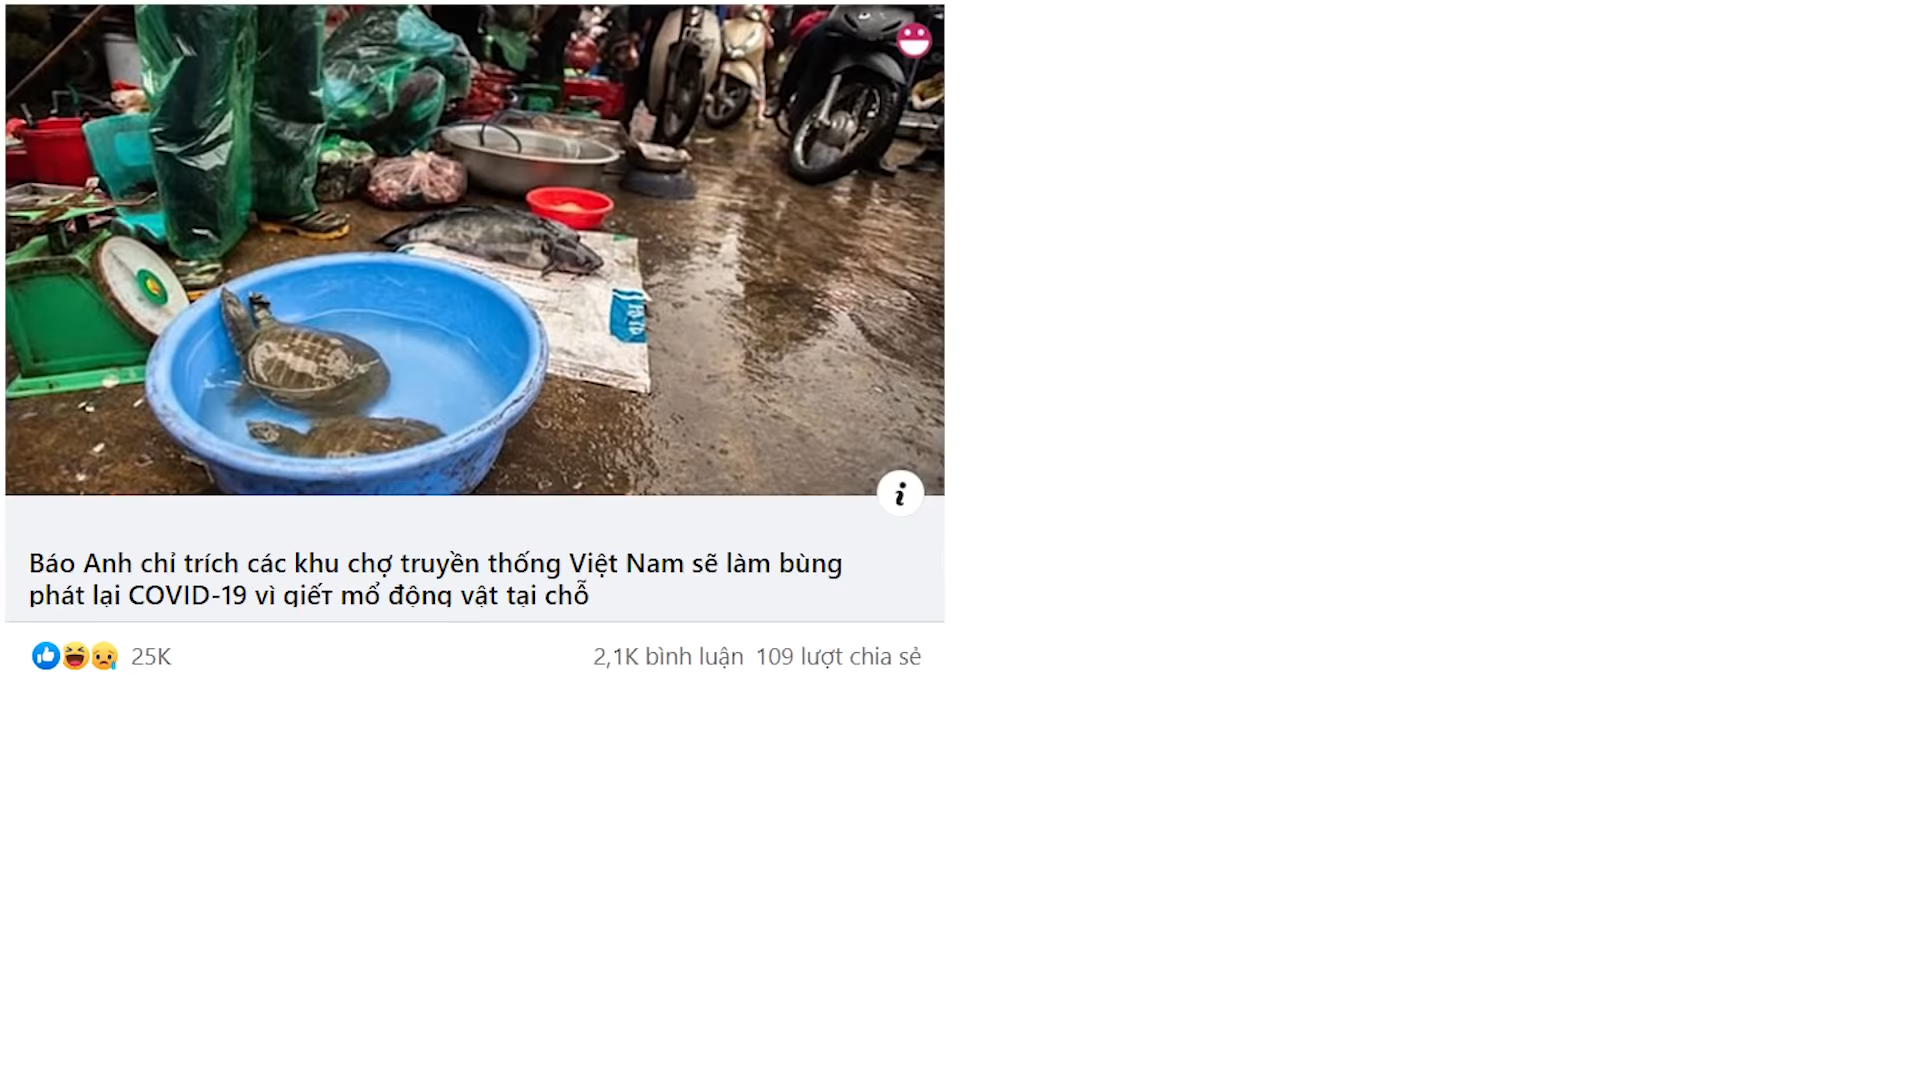 Báo Anh chỉ trích các khu chợ truyền thống Việt Nam sẽ làm bùng
phát lại COVID-19 vì giếт mổ động vật tại chỗ
25K
2,1K bình luận 109 lượt chia sẻ